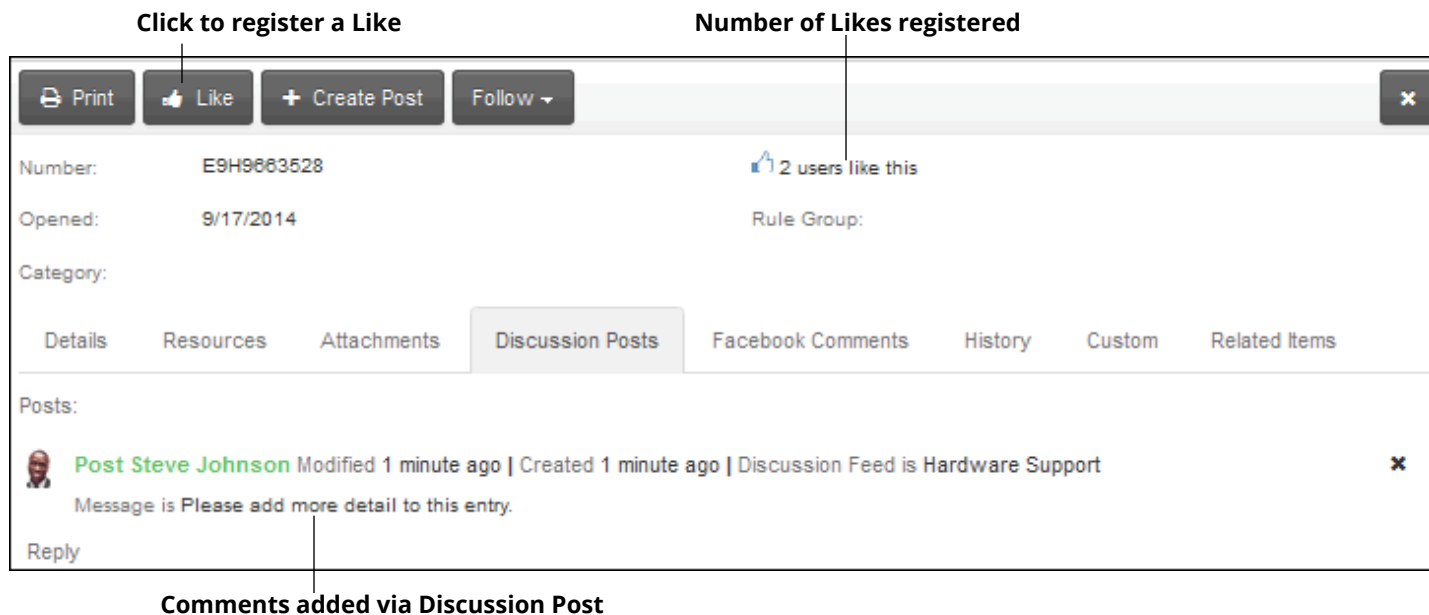 Click to register a Like Number of Likes registered
Print Like + Create Post Follow
Number: E9H9663528 2 users like this
Opened: 9/17/2014 Rule Group:
Category:
Details Resources Attachments Discussion Posts Facebook Comments History Custom Related Items
Posts:
Post Steve Johnson Modified 1 minute ago | Created 1 minute ago | Discussion Feed is Hardware Support
Message is Please add more detail to this entry.
Reply
Comments added via Discussion Post